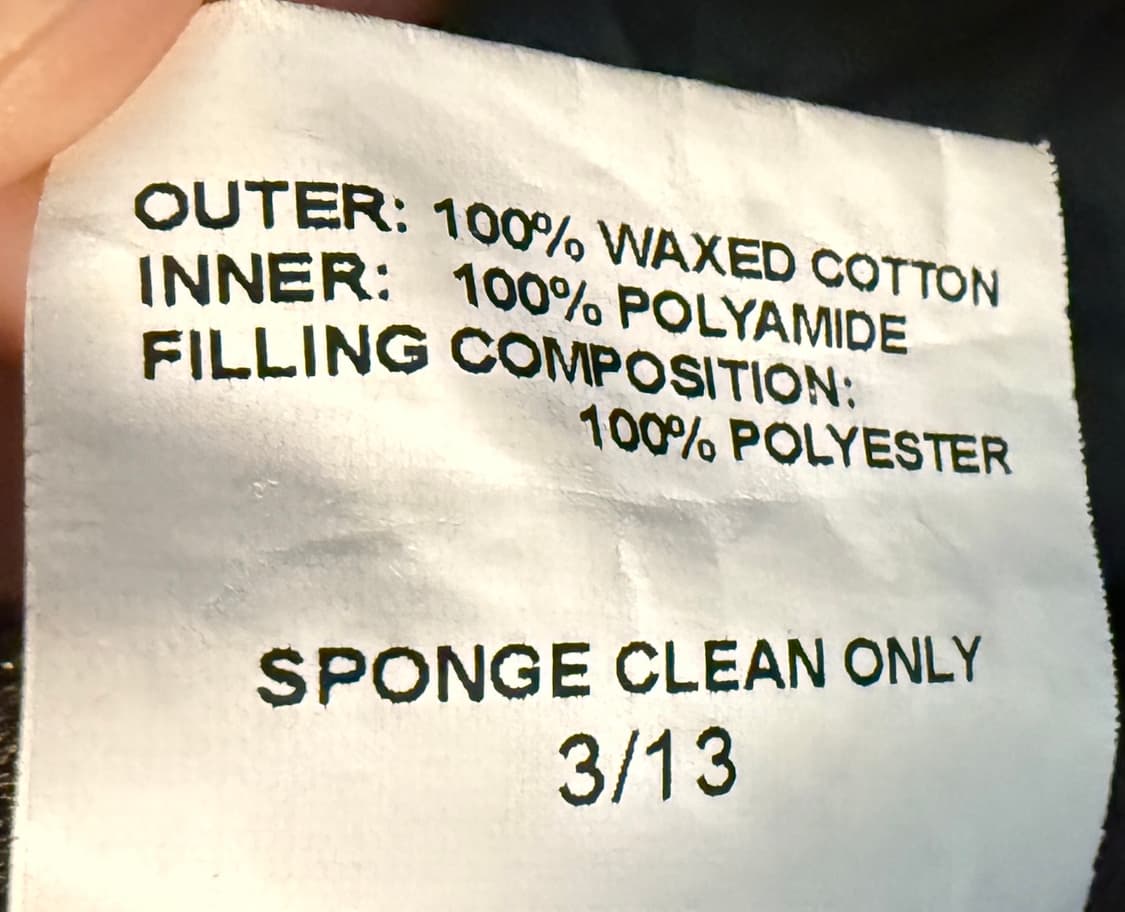 OUTER: 100% WAXED COTTON
INNER: 100% POLYAMIDE
FILLING COMPOSITION:
100% POLYESTER
SPONGE CLEAN ONLY
3/13